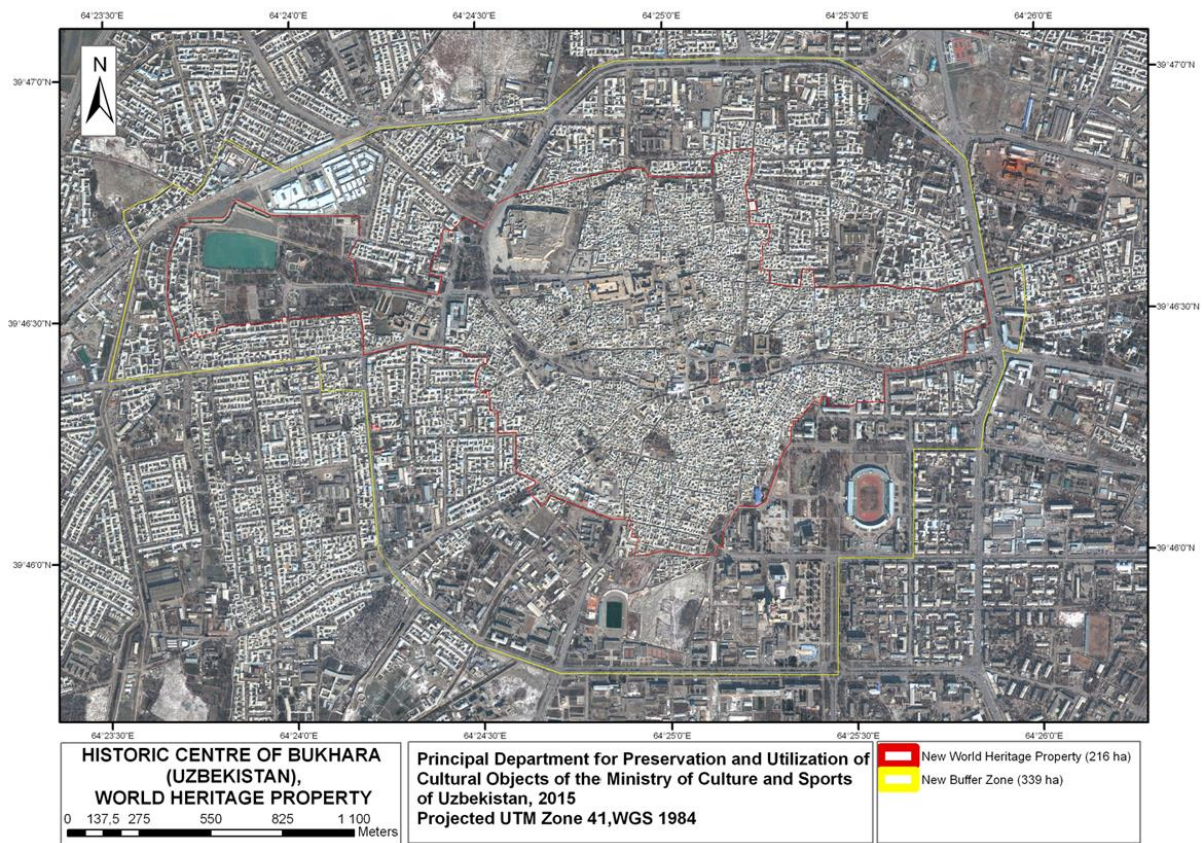 64°23'30"E 64°24'0"E 64°24'30"E 64°25'0"E 64°25'30"E 64°26'0"E
N
39°47'0"N 39°47'0"N
39°46'30"N 39°46'30"N
39°46'0"N 39°46'0"N
64°23'30"E 64°24'0"E 64°24'30"E 64°25'0"E 64°25'30"E 64°26'0"E
HISTORIC CENTRE OF BUKHARA
(UZBEKISTAN),
WORLD HERITAGE PROPERTY
0 137,5 275 550 825 1 100
Meters
Principal Department for Preservation and Utilization of
Cultural Objects of the Ministry of Culture and Sports
of Uzbekistan, 2015
Projected UTM Zone 41,WGS 1984
New World Heritage Property (216 ha)
New Buffer Zone (339 ha)